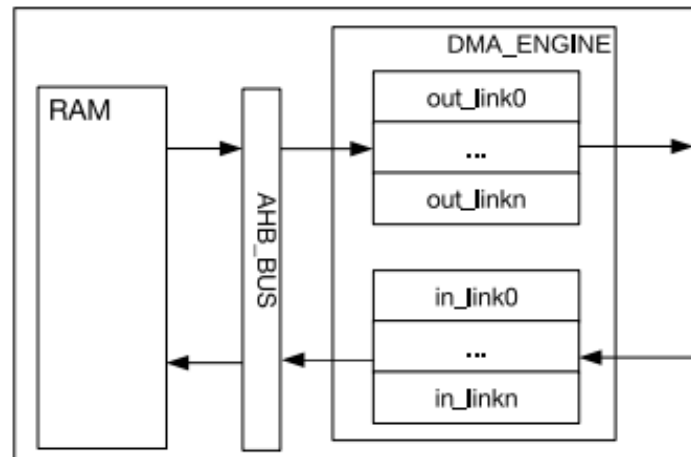 DMA_ENGINE
RAM
out_link0
...
out_linkn
AHB_BUS
in_link0
...
in_linkn